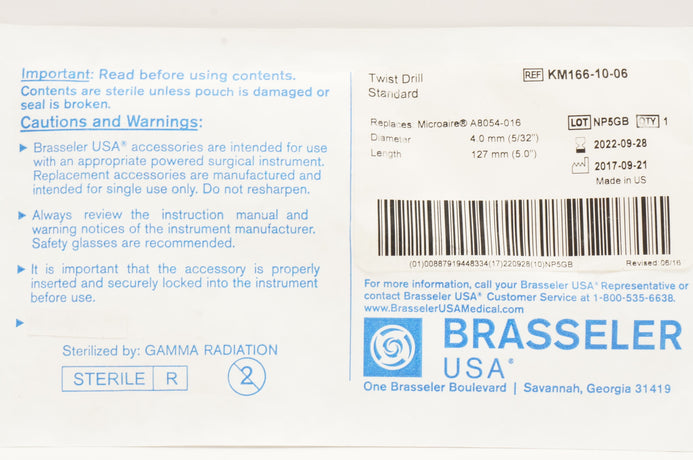 Important: Read before using contents.
Contents are sterile unless pouch is damaged or
seal is broken.
Cautions and Warnings:
▶ Brasseler USA® accessories are intended for use
with an appropriate powered surgical instrument.
Replacement accessories are manufactured and
intended for single use only. Do not resharpen.
▶ Always review the instruction manual and
warning notices of the instrument manufacturer.
Safety glasses are recommended.
▶ It is important that the accessory is properly
inserted and securely locked into the instrument
before use.
▶
Sterilized by: GAMMA RADIATION
STERILE R
2
Twist Drill
Standard
REF KM166-10-06
Replaces Microaire® A8054-016
Diameter 4.0 mm (5/32")
Length 127 mm (5.0")
LOT NP5GB QTY 1
2022-09-28
2017-09-21
Made in US
(01)00887919448334(17)220928(10)NP5GB
Revised:06/16
For more information, call your Brasseler USA® Representative or
contact Brasseler USA® Customer Service at 1-800-535-6638.
www.BrasselerUSAMedical.com
BRASSELER
USA®
One Brasseler Boulevard | Savannah, Georgia 31419